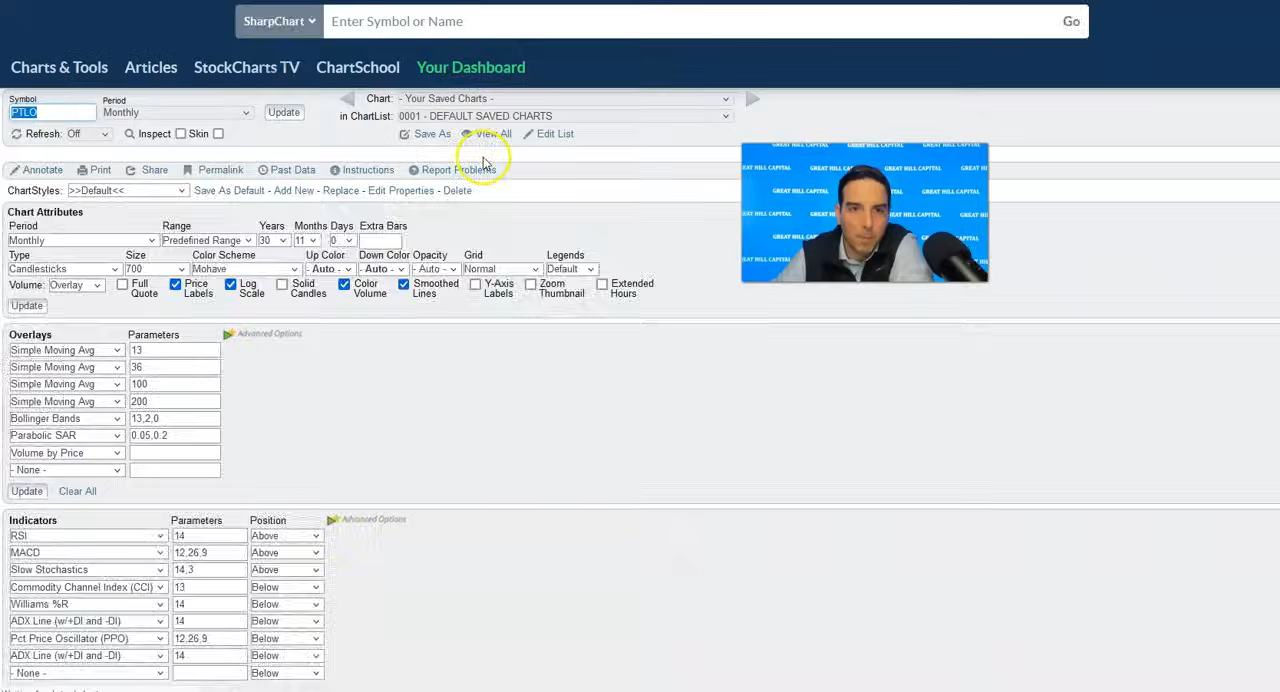 SharpChart Enter Symbol or Name Go
Charts & Tools Articles StockCharts TV ChartSchool Your Dashboard
Symbol Period Chart: - Your Saved Charts -
PTLO Monthly Update in ChartList: 0001 - DEFAULT SAVED CHARTS
Refresh: Off Inspect Skin Save As View All Edit List
Annotate Print Share Permalink Past Data Instructions Report Problems
ChartStyles: >>Default<< Save As Default - Add New - Replace - Edit Properties - Delete
Chart Attributes
Period Range Years Months Days Extra Bars
Monthly Predefined Range 30 11 0
Type Size Color Scheme Up Color Down Color Opacity Grid Legends
Candlesticks 700 Mohave - Auto - - Auto - - Auto - Normal Default
Volume: Overlay Full Quote Price Labels Log Scale Solid Candles Color Volume Smoothed Lines Y-Axis Labels Zoom Thumbnail Extended Hours
Update
Overlays Parameters Advanced Options
Simple Moving Avg 13
Simple Moving Avg 36
Simple Moving Avg 100
Simple Moving Avg 200
Bollinger Bands 13,2,0
Parabolic SAR 0.05,0.2
Volume by Price
- None -
Update Clear All
Indicators Parameters Position Advanced Options
RSI 14 Above
MACD 12,26,9 Above
Slow Stochastics 14,3 Above
Commodity Channel Index (CCI) 13 Below
Williams %R 14 Below
ADX Line (w/+DI and -DI) 14 Below
Pct Price Oscillator (PPO) 12,26,9 Below
ADX Line (w/+DI and -DI) 14 Below
- None - Below
GREAT HILL CAPITAL
GREAT HILL CAPITAL
GREAT HILL CAPITAL